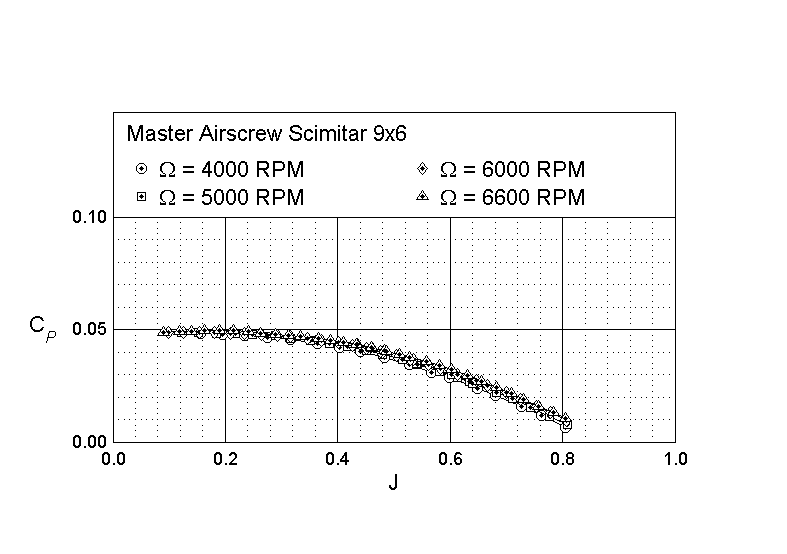 Master Airscrew Scimitar 9x6
Ω = 4000 RPM
Ω = 6000 RPM
Ω = 5000 RPM
Ω = 6600 RPM
0.10
0.05
0.00
C_P
0.0 0.2 0.4 0.6 0.8 1.0
J